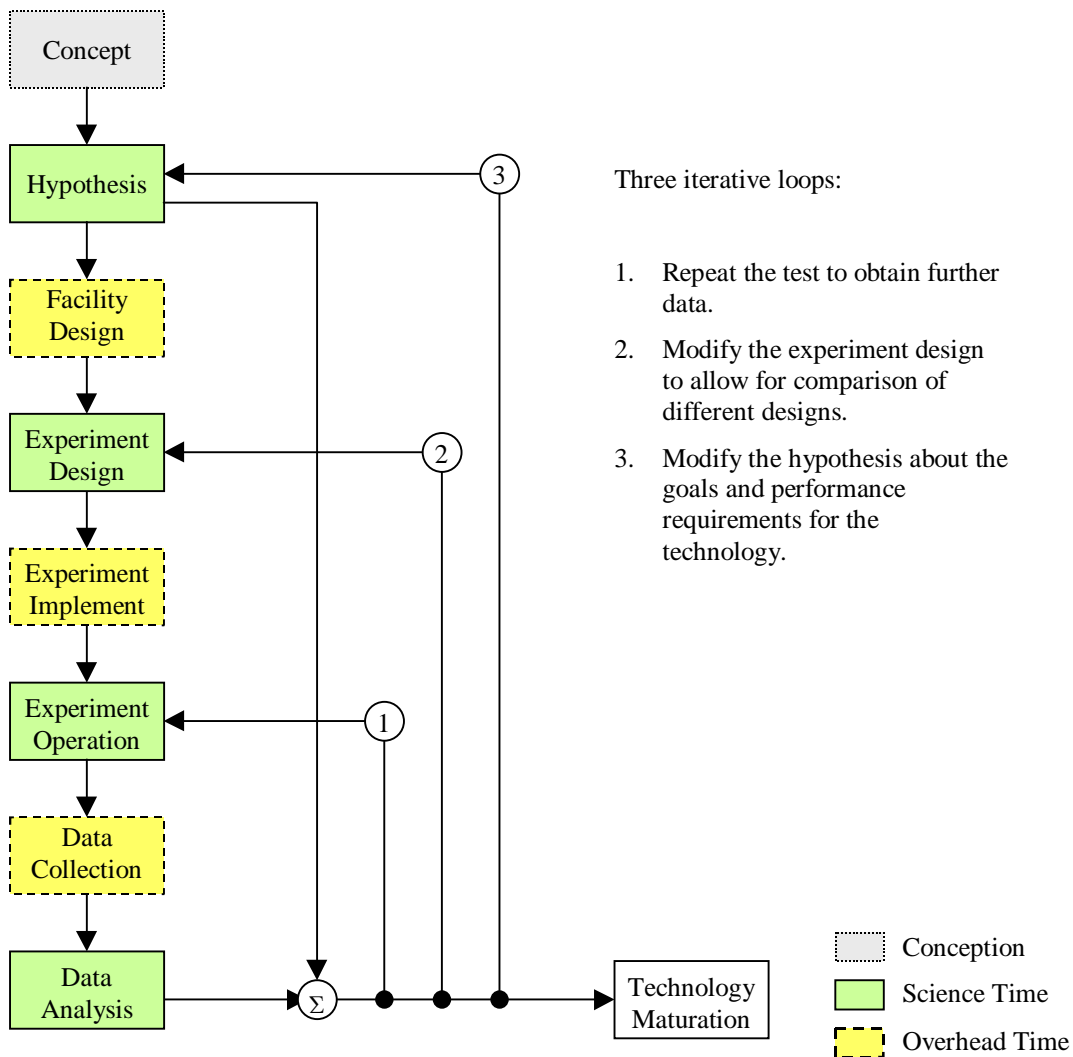 Concept
Hypothesis
3
Facility
Design
Experiment
Design
2
Experiment
Implement
Experiment
Operation
1
Data
Collection
Data
Analysis
Σ
Technology
Maturation
Three iterative loops:
1. Repeat the test to obtain further
data.
2. Modify the experiment design
to allow for comparison of
different designs.
3. Modify the hypothesis about the
goals and performance
requirements for the
technology.
Conception
Science Time
Overhead Time